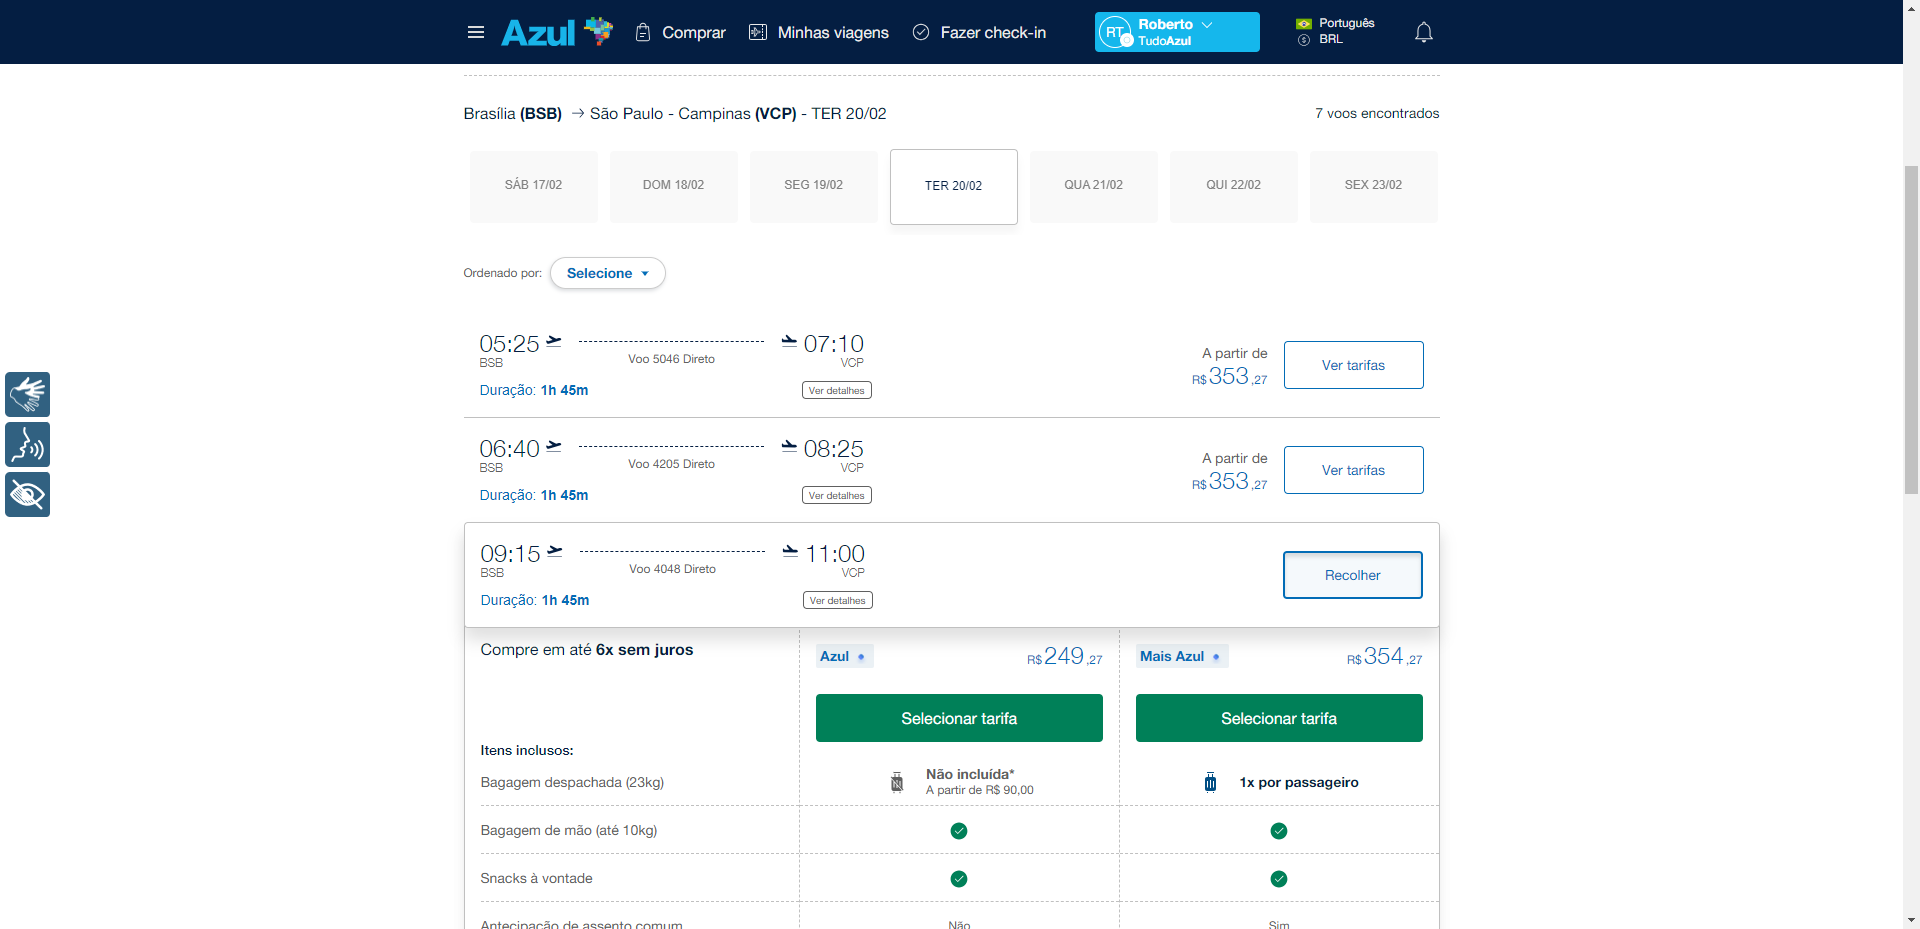 Azul
Comprar
Minhas viagens
Fazer check-in
RT
Roberto
TudoAzul
Português
BRL
Brasília (BSB) → São Paulo - Campinas (VCP) - TER 20/02
7 voos encontrados
SÁB 17/02
DOM 18/02
SEG 19/02
TER 20/02
QUA 21/02
QUI 22/02
SEX 23/02
Ordenado por:
Selecione
05:25
07:10
BSB
Voo 5046 Direto
VCP
Duração: 1h 45m
Ver detalhes
A partir de
R$ 353 ,27
Ver tarifas
06:40
08:25
BSB
Voo 4205 Direto
VCP
Duração: 1h 45m
Ver detalhes
A partir de
R$ 353 ,27
Ver tarifas
09:15
11:00
BSB
Voo 4048 Direto
VCP
Duração: 1h 45m
Ver detalhes
Recolher
Compre em até 6x sem juros
Azul
R$ 249 ,27
Mais Azul
R$ 354 ,27
Selecionar tarifa
Selecionar tarifa
Itens inclusos:
Bagagem despachada (23kg)
Não incluída*
A partir de R$ 90,00
1x por passageiro
Bagagem de mão (até 10kg)
Snacks à vontade
Antecipação de assento comum
Não
Sim